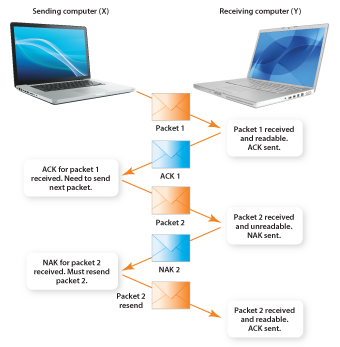 Sending computer (X)
Receiving computer (Y)
Packet 1
Packet 1 received
and readable.
ACK sent.
ACK for packet 1
received. Need to send
next packet.
ACK 1
Packet 2
Packet 2 received
and unreadable.
NAK sent.
NAK for packet 2
received. Must resend
packet 2.
NAK 2
Packet 2
resend
Packet 2 received
and readable.
ACK sent.